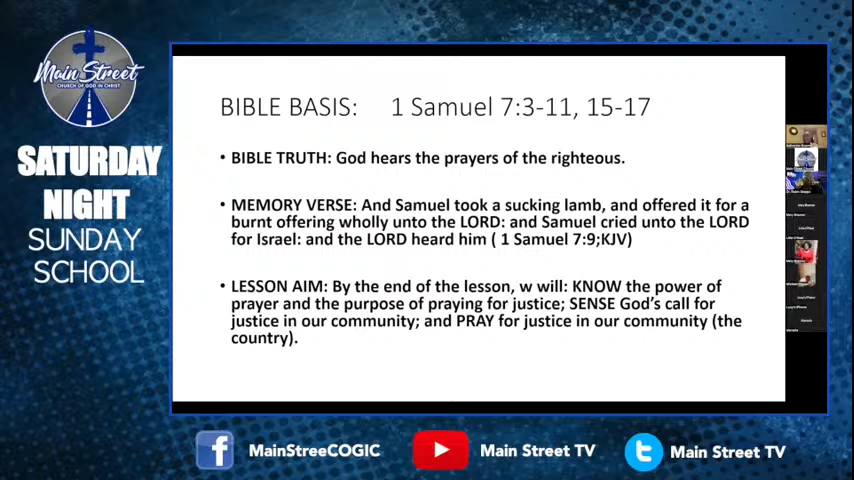 Main Street
CHURCH OF GOD IN CHRIST
SATURDAY
NIGHT
SUNDAY
SCHOOL
BIBLE BASIS: 1 Samuel 7:3-11, 15-17
• BIBLE TRUTH: God hears the prayers of the righteous.
• MEMORY VERSE: And Samuel took a sucking lamb, and offered it for a
burnt offering wholly unto the LORD: and Samuel cried unto the LORD
for Israel: and the LORD heard him ( 1 Samuel 7:9;KJV)
• LESSON AIM: By the end of the lesson, w will: KNOW the power of
prayer and the purpose of praying for justice; SENSE God's call for
justice in our community; and PRAY for justice in our community (the
country).
MainStreeCOGIC
Main Street TV
Main Street TV